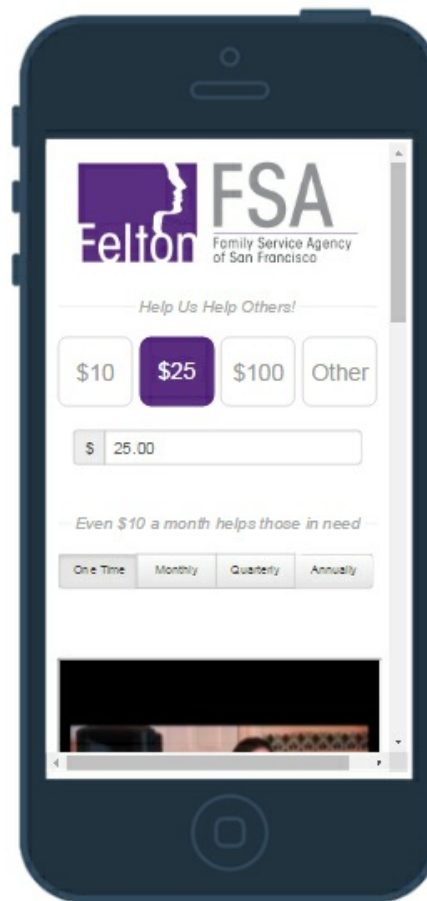 Felton
FSA
Family Service Agency
of San Francisco
Help Us Help Others!
$10
$25
$100
Other
$ 25.00
Even $10 a month helps those in need
One Time
Monthly
Quarterly
Annually